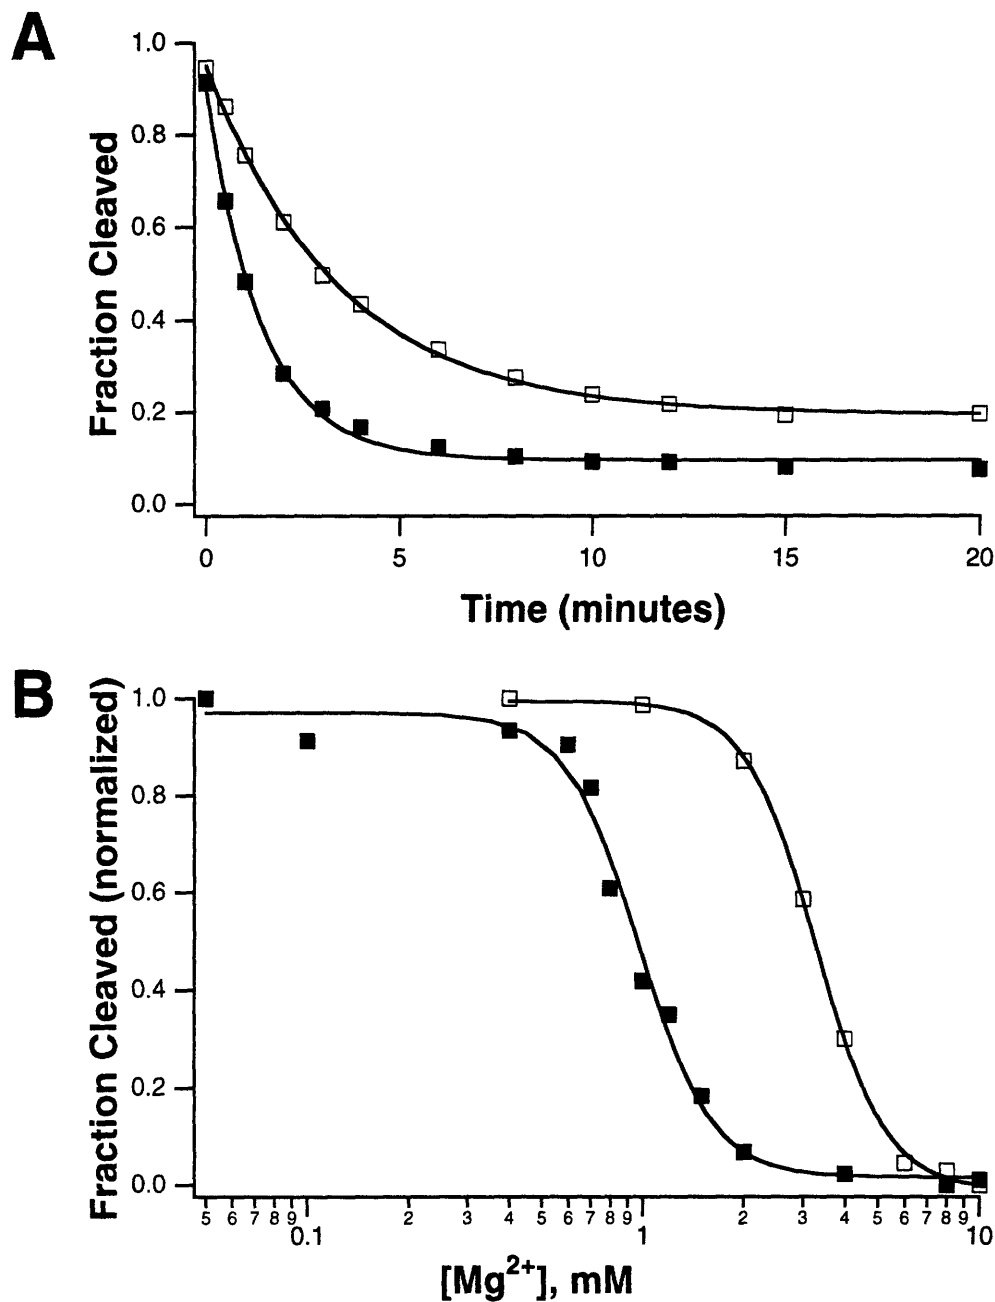 A
Fraction Cleaved
1.0
0.8
0.6
0.4
0.2
0.0
0 5 10 15 20
Time (minutes)
B
Fraction Cleaved (normalized)
1.0
0.8
0.6
0.4
0.2
0.0
5 6 7 8 9 2 3 4 5 6 7 8 9 2 3 4 5 6 7 8 9
0.1 1 10
[Mg2+], mM